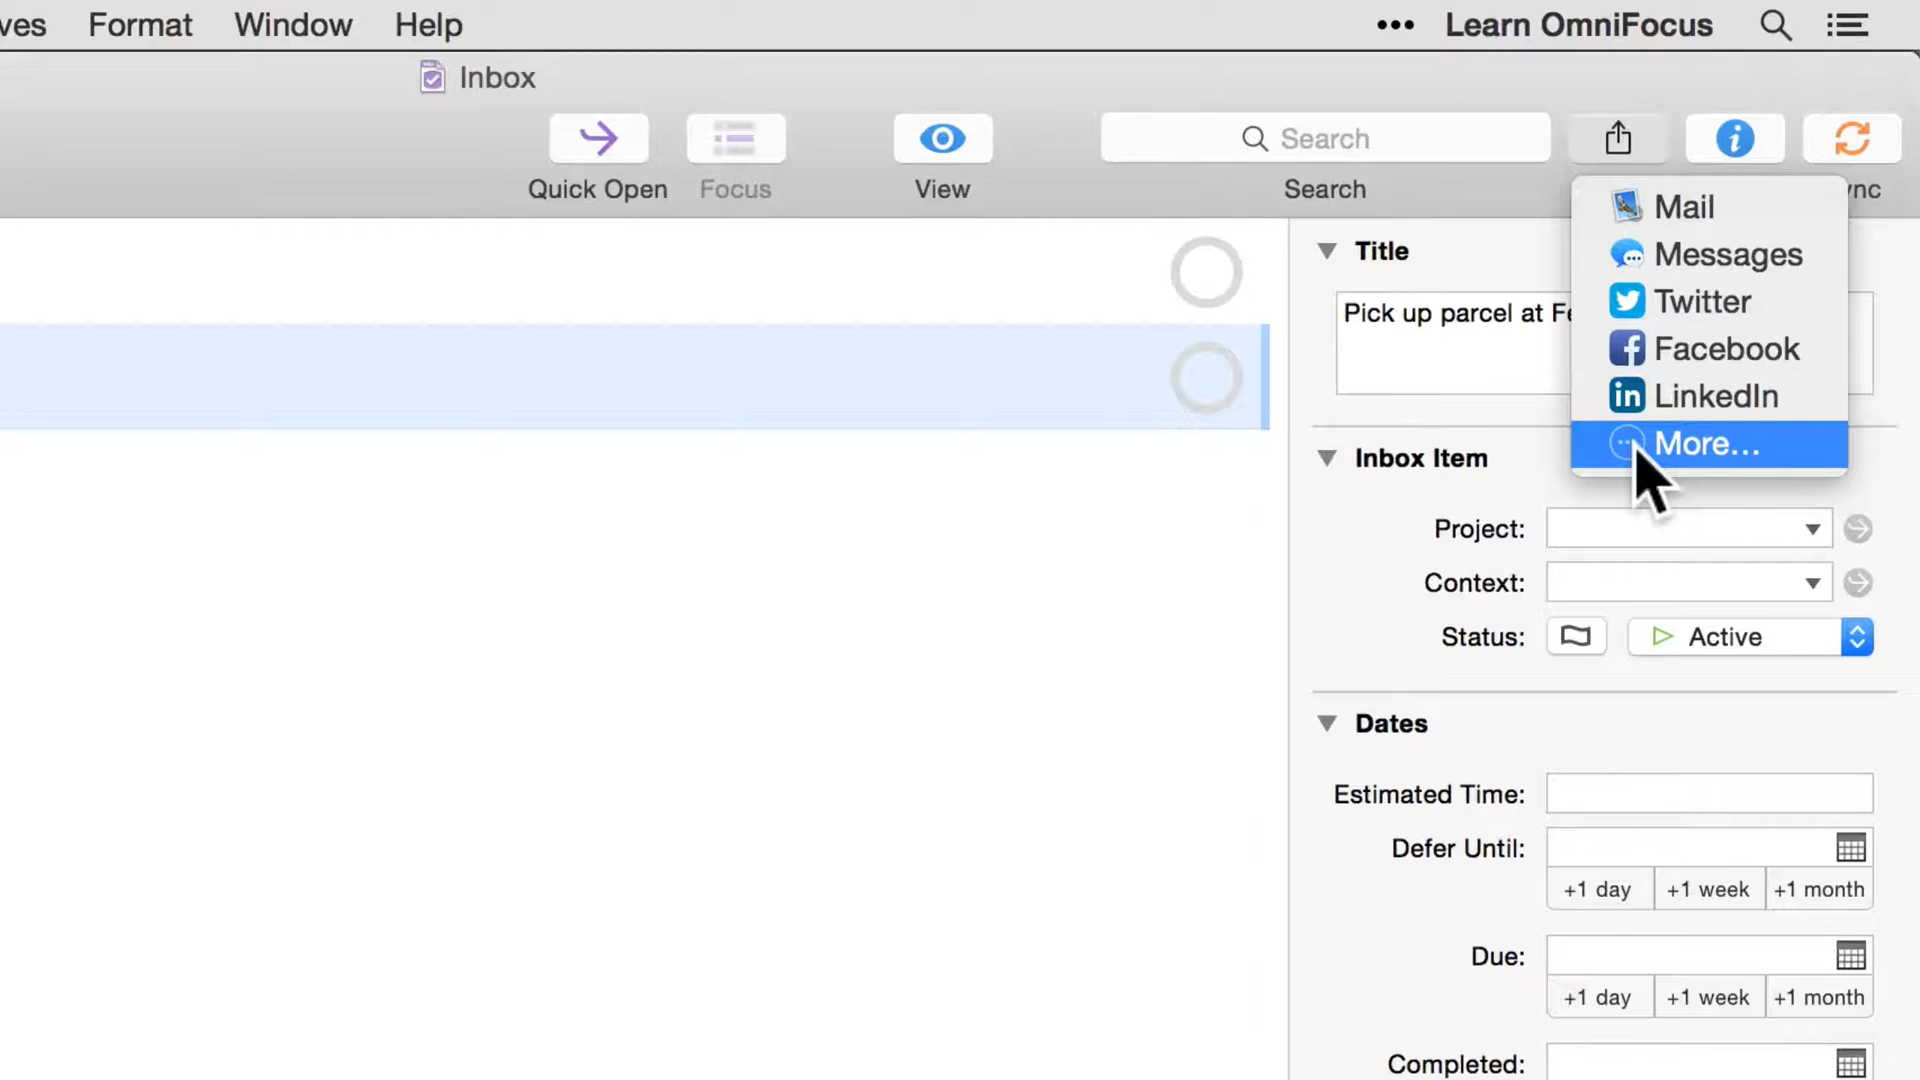 ves Format Window Help ••• Learn OmniFocus
Inbox
Search
Quick Open Focus View Search nc
Mail
Messages
Twitter
Facebook
LinkedIn
More...
Title
Pick up parcel at Fe
Inbox Item
Project:
Context:
Status: Active
Dates
Estimated Time:
Defer Until:
+1 day +1 week +1 month
Due:
+1 day +1 week +1 month
Completed: